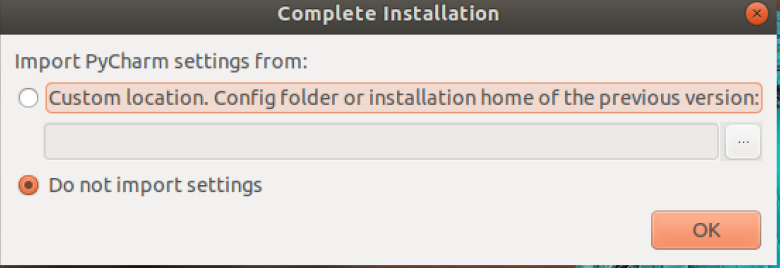 Complete Installation
Import PyCharm settings from:
Custom location. Config folder or installation home of the previous version:
...
Do not import settings
OK